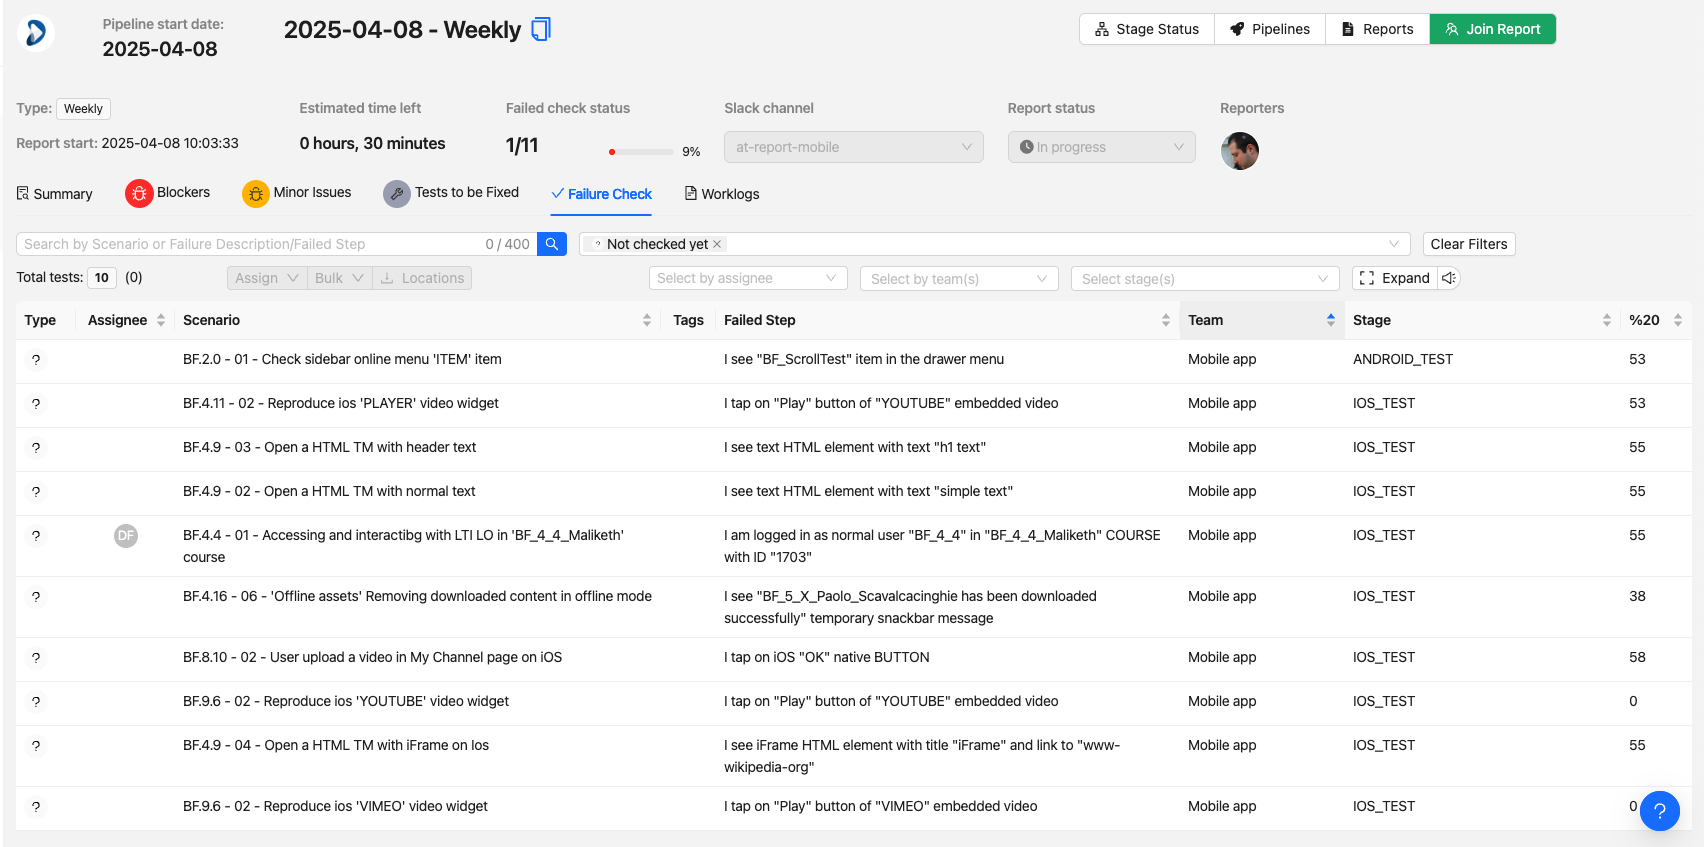 Pipeline start date:
2025-04-08
2025-04-08 - Weekly
Stage Status
Pipelines
Reports
Join Report
Type: Weekly
Estimated time left
Failed check status
Slack channel
Report status
Reporters
Report start: 2025-04-08 10:03:33
0 hours, 30 minutes
1/11
9%
at-report-mobile
In progress
Summary
Blockers
Minor Issues
Tests to be Fixed
Failure Check
Worklogs
Search by Scenario or Failure Description/Failed Step
0 / 400
? Not checked yet
Clear Filters
Total tests: 10 (0)
Assign
Bulk
Locations
Select by assignee
Select by team(s)
Select stage(s)
Expand
Type Assignee Scenario Tags Failed Step Team Stage %20
? BF.2.0 - 01 - Check sidebar online menu 'ITEM' item I see "BF_ScrollTest" item in the drawer menu Mobile app ANDROID_TEST 53
? BF.4.11 - 02 - Reproduce ios 'PLAYER' video widget I tap on "Play" button of "YOUTUBE" embedded video Mobile app IOS_TEST 53
? BF.4.9 - 03 - Open a HTML TM with header text I see text HTML element with text "h1 text" Mobile app IOS_TEST 55
? BF.4.9 - 02 - Open a HTML TM with normal text I see text HTML element with text "simple text" Mobile app IOS_TEST 55
? DF BF.4.4 - 01 - Accessing and interactibg with LTI LO in 'BF_4_4_Maliketh' I am logged in as normal user "BF_4_4" in "BF_4_4_Maliketh" COURSE Mobile app IOS_TEST 55
course with ID "1703"
? BF.4.16 - 06 - 'Offline assets' Removing downloaded content in offline mode I see "BF_5_X_Paolo_Scavalcacinghie has been downloaded Mobile app IOS_TEST 38
successfully" temporary snackbar message
? BF.8.10 - 02 - User upload a video in My Channel page on iOS I tap on iOS "OK" native BUTTON Mobile app IOS_TEST 58
? BF.9.6 - 02 - Reproduce ios 'YOUTUBE' video widget I tap on "Play" button of "YOUTUBE" embedded video Mobile app IOS_TEST 0
? BF.4.9 - 04 - Open a HTML TM with iFrame on Ios I see iFrame HTML element with title "iFrame" and link to "www- Mobile app IOS_TEST 55
wikipedia-org"
? BF.9.6 - 02 - Reproduce ios 'VIMEO' video widget I tap on "Play" button of "VIMEO" embedded video Mobile app IOS_TEST 0
?